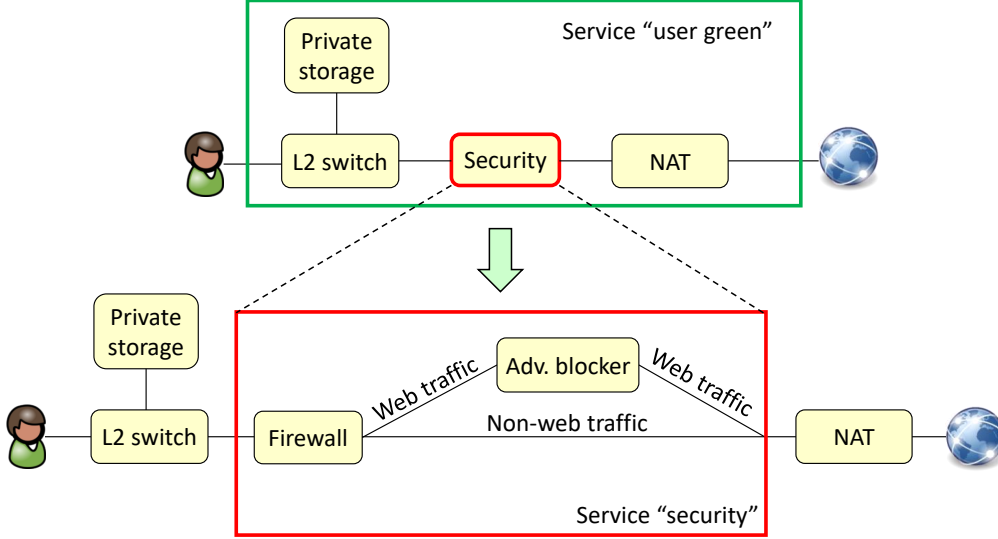 Service “user green”
Private
storage
L2 switch
Security
NAT
Private
storage
L2 switch
Firewall
Web traffic
Adv. blocker
Web traffic
Non-web traffic
NAT
Service “security”